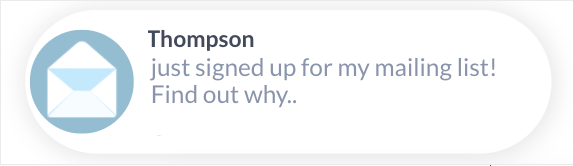 Thompson
just signed up for my mailing list!
Find out why..